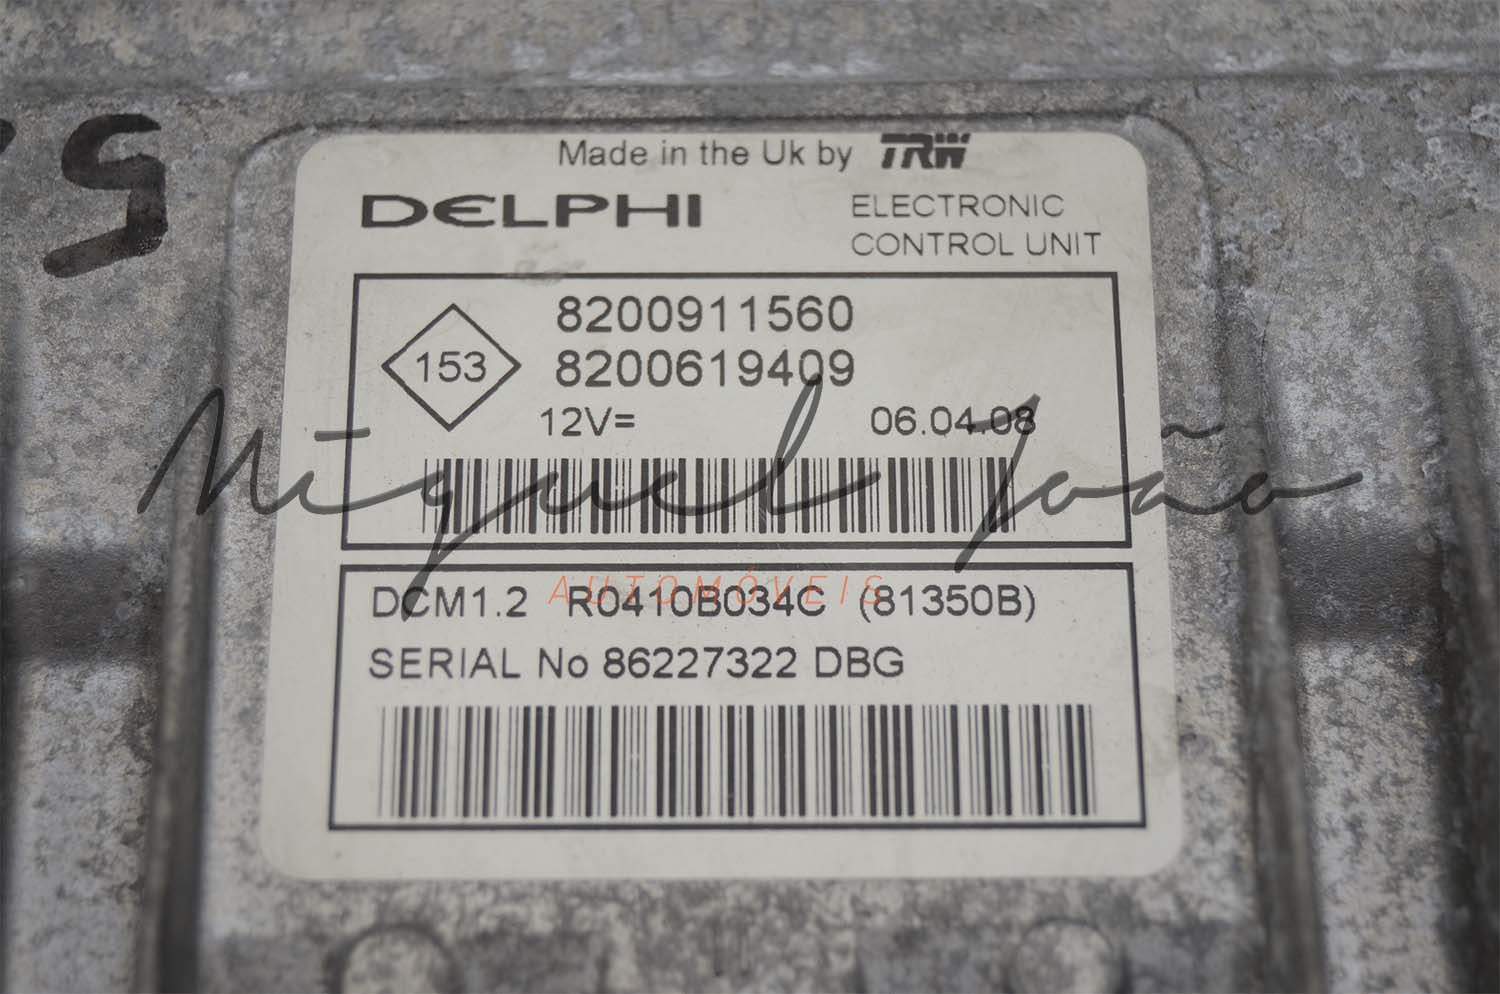 5
Made in the Uk by TRW
DELPHI
ELECTRONIC
CONTROL UNIT
153
8200911560
8200619409
12V=
06.04.08
Miguel João
AUTOMÓVEIS
DCM1.2 R0410B034C (81350B)
SERIAL No 86227322 DBG